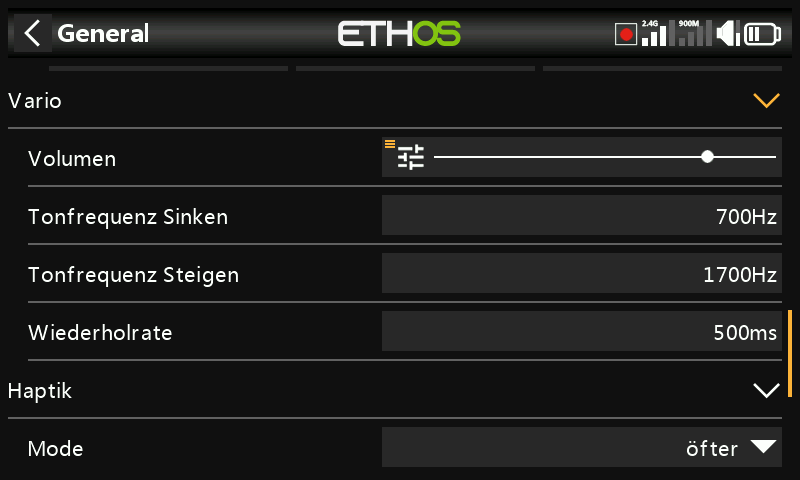 General
ETHOS
2.4G
900M
Vario
Volumen
Tonfrequenz Sinken 700Hz
Tonfrequenz Steigen 1700Hz
Wiederholrate 500ms
Haptik
Mode öfter